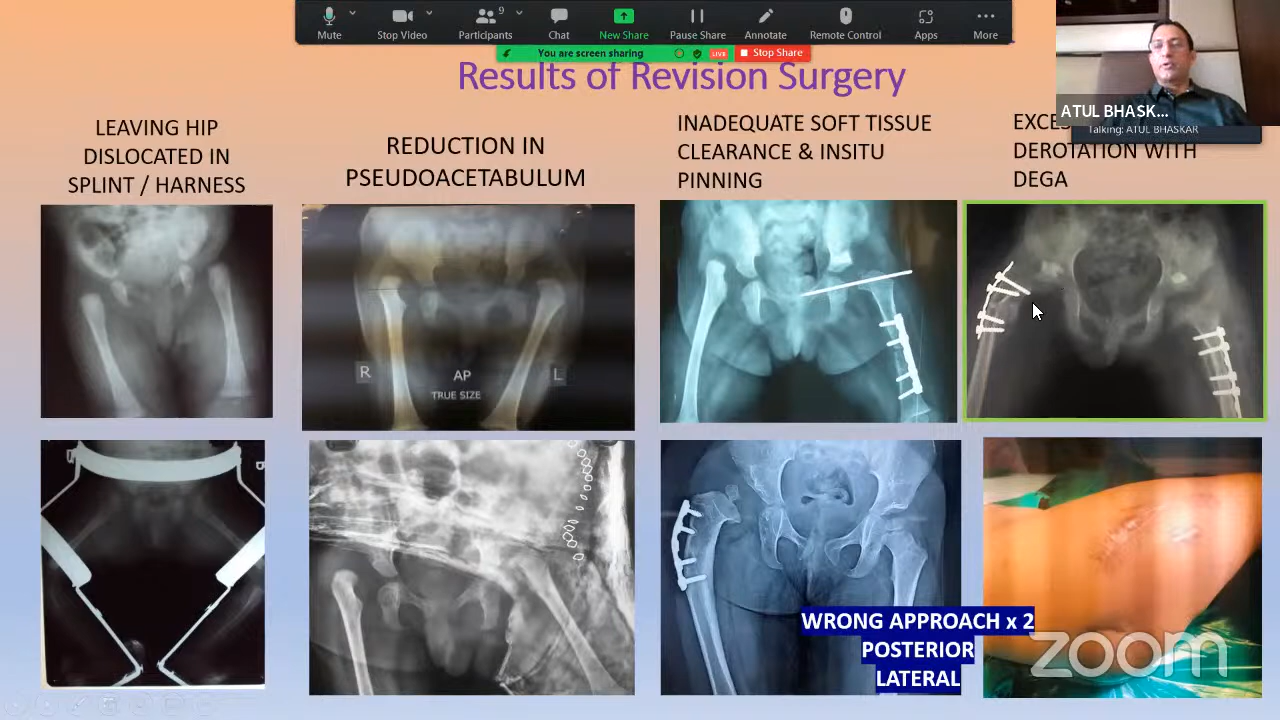 9
Mute
Stop Video
Participants
Chat
New Share
Pause Share
Annotate
Remote Control
Apps
More
You are screen sharing
LIVE
Stop Share
Results of Revision Surgery
ATUL BHASK...
Talking: ATUL BHASKAR
LEAVING HIP
DISLOCATED IN
SPLINT / HARNESS
REDUCTION IN
PSEUDOACETABULUM
INADEQUATE SOFT TISSUE
CLEARANCE & INSITU
PINNING
DEROTATION WITH
DEGA
R
AP
L
TRUE SIZE
WRONG APPROACH x 2
POSTERIOR
LATERAL
zoom